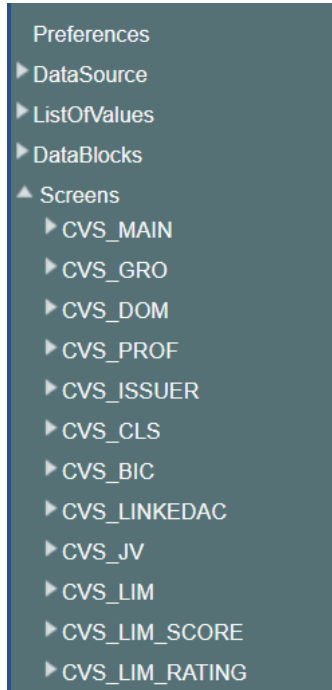 Preferences
DataSource
ListOfValues
DataBlocks
Screens
CVS_MAIN
CVS_GRO
CVS_DOM
CVS_PROF
CVS_ISSUER
CVS_CLS
CVS_BIC
CVS_LINKEDAC
CVS_JV
CVS_LIM
CVS_LIM_SCORE
CVS_LIM_RATING